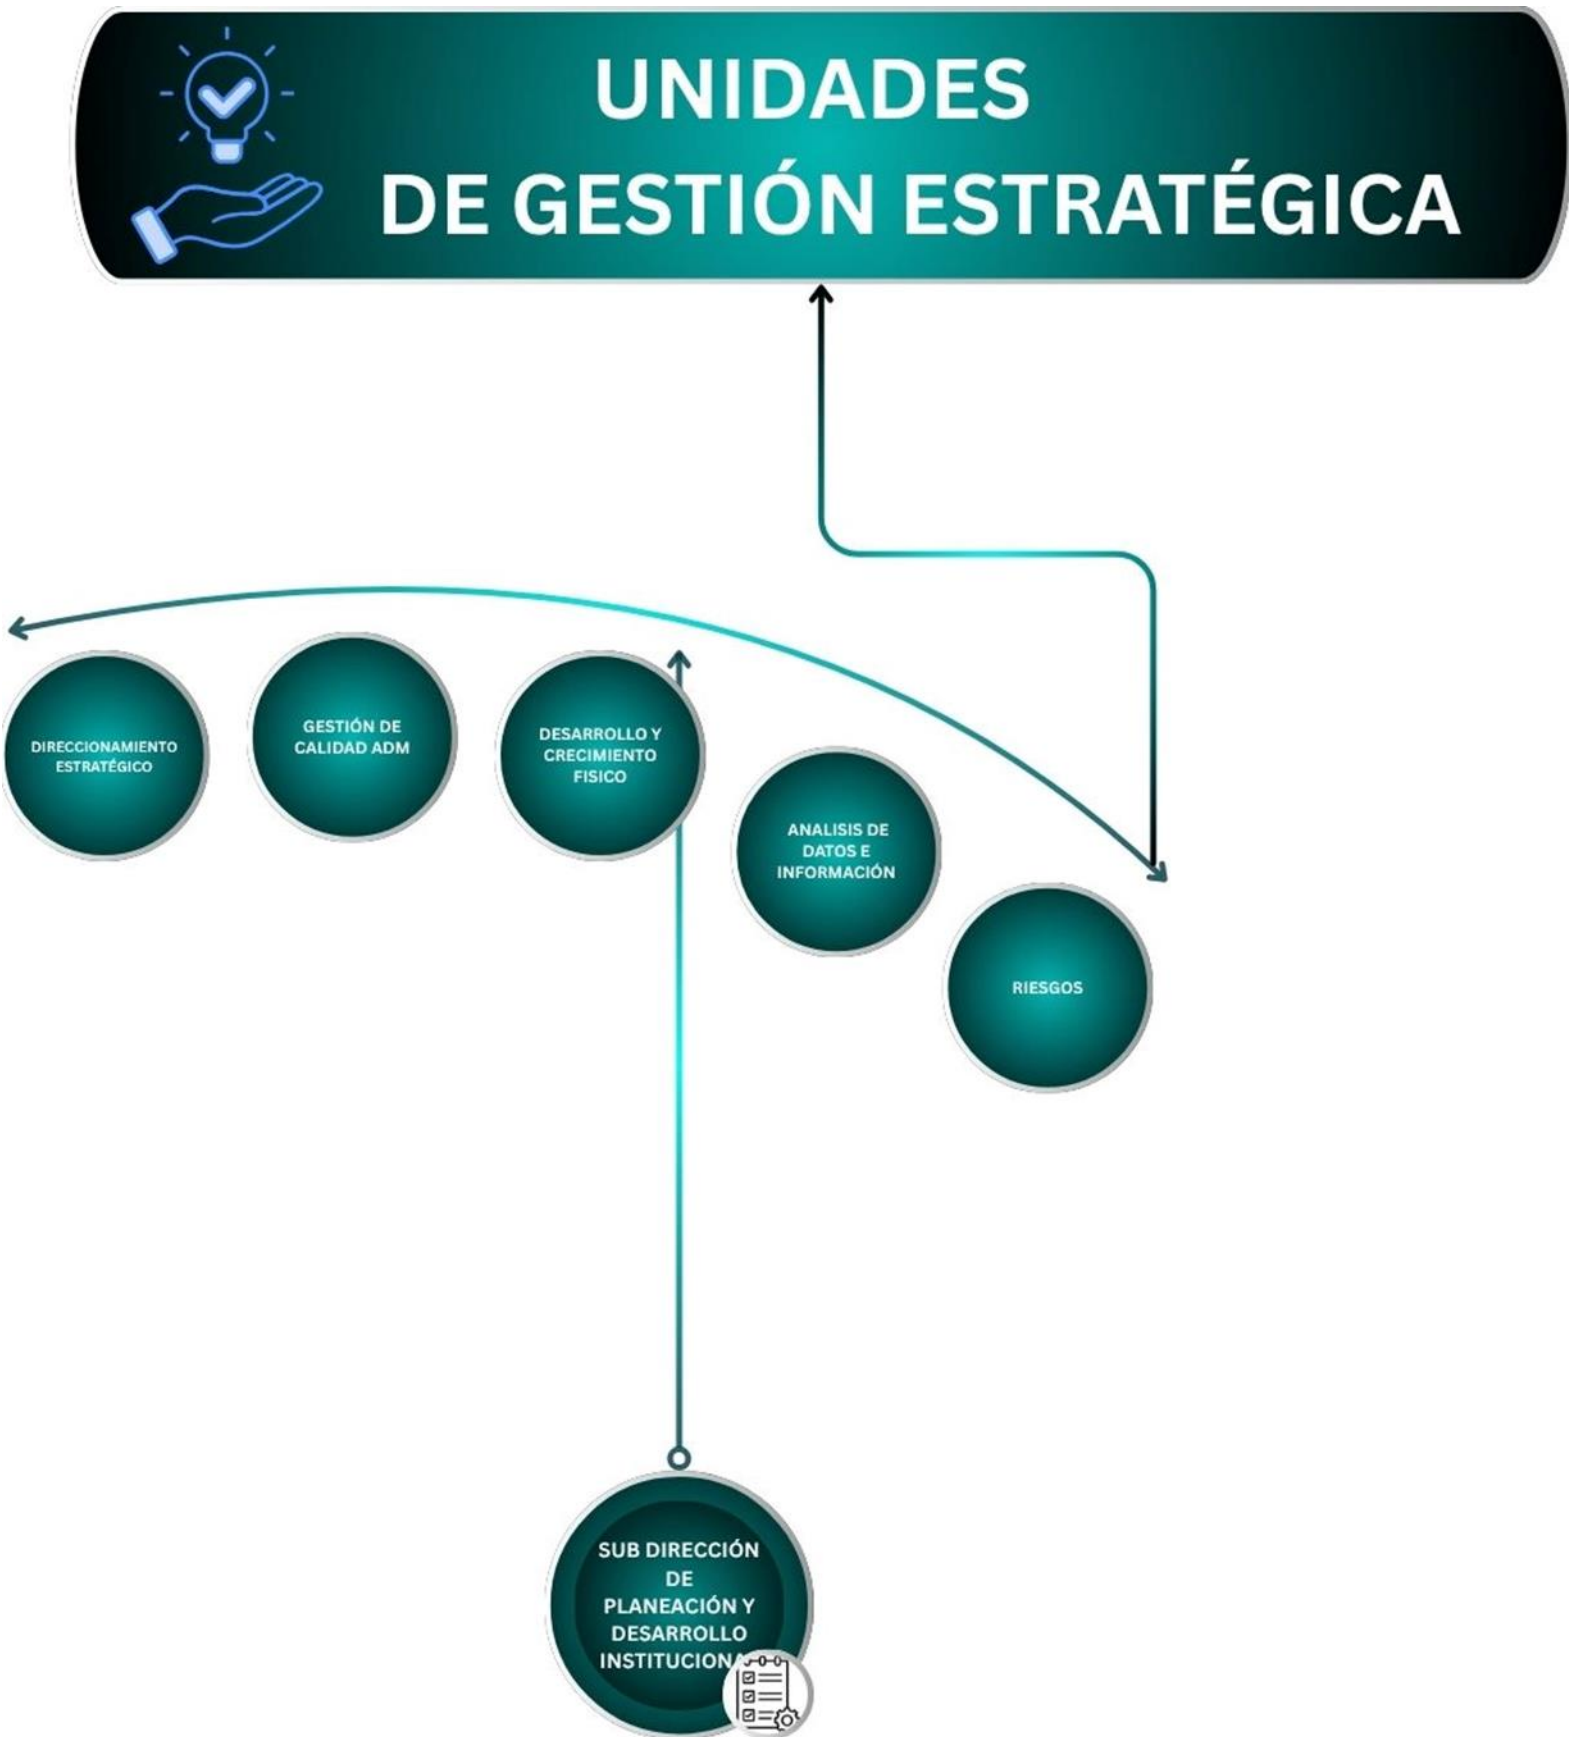 UNIDADES
DE GESTIÓN ESTRATÉGICA
DIRECCIONAMIENTO
ESTRATÉGICO
GESTIÓN DE
CALIDAD ADM
DESARROLLO Y
CRECIMIENTO
FISICO
ANALISIS DE
DATOS E
INFORMACIÓN
RIESGOS
SUB DIRECCIÓN
DE
PLANEACIÓN Y
DESARROLLO
INSTITUCIONA